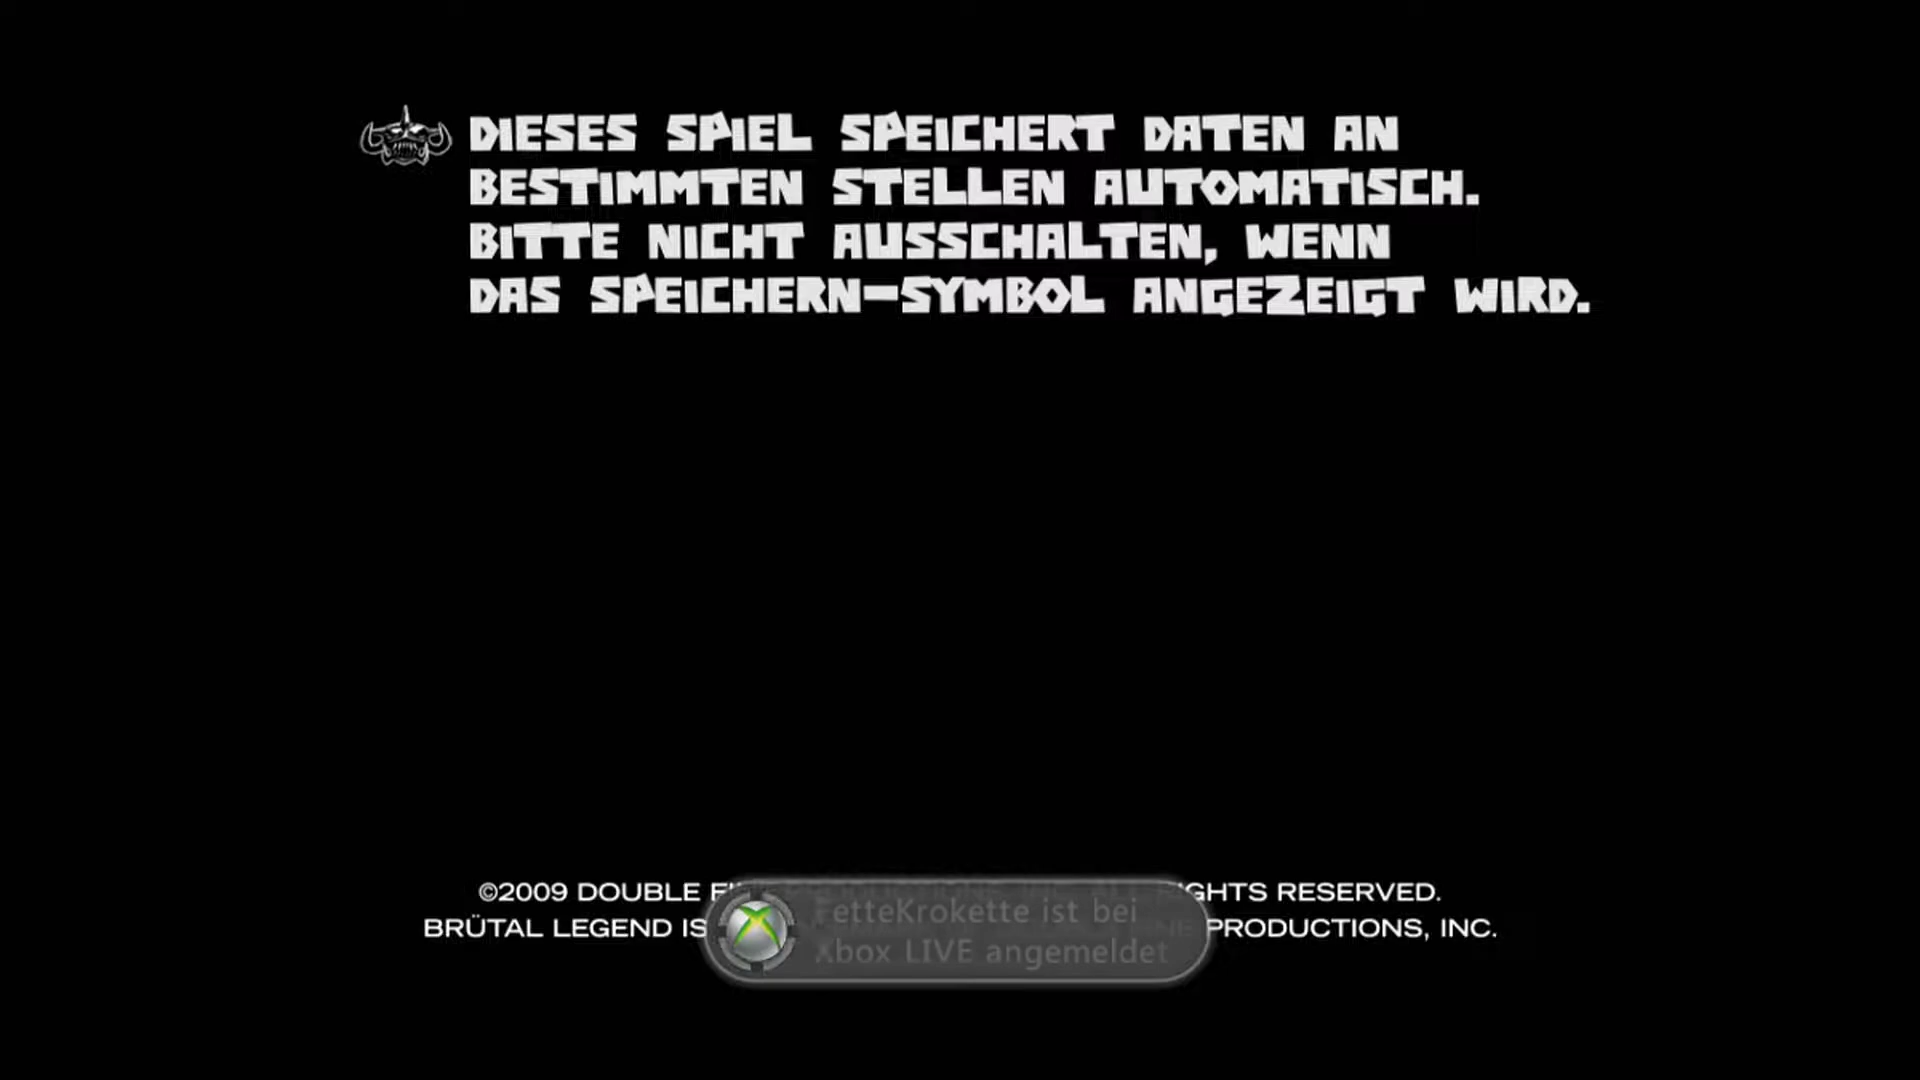 DIESES SPIEL SPEICHERT DATEN AN
BESTIMMTEN STELLEN AUTOMATISCH.
BITTE NICHT AUSSCHALTEN, WENN
DAS SPEICHERN-SYMBOL ANGEZEIGT WIRD.
©2009 DOUBLE GHTS RESERVED.
BRÜTAL LEGEND IS PRODUCTIONS, INC.
FetteKrokette ist bei
Xbox LIVE angemeldet